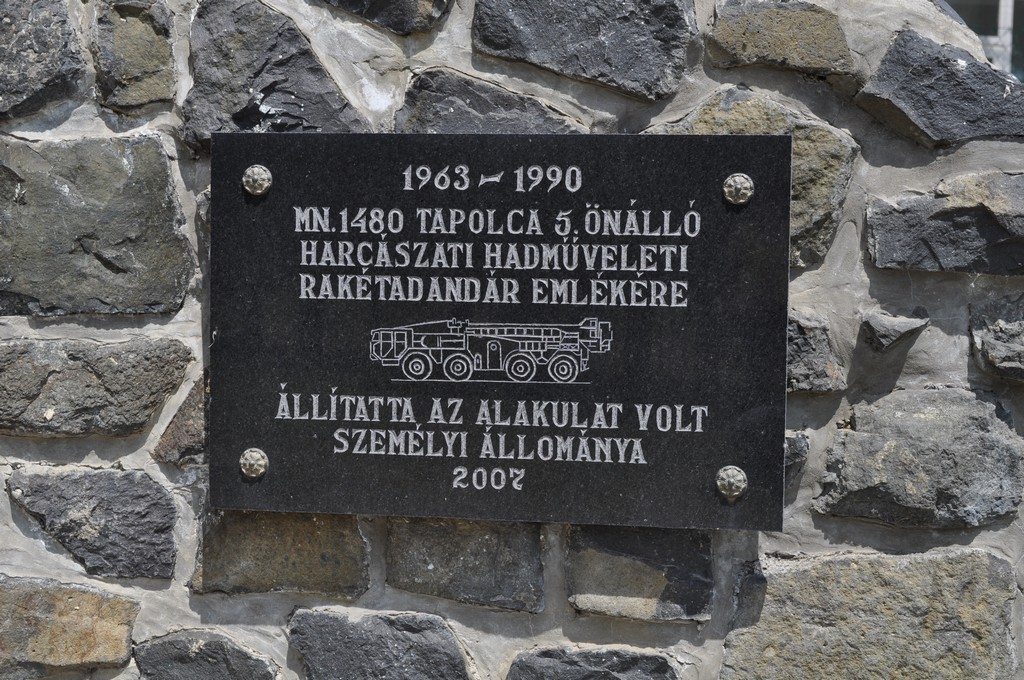 1963 - 1990
MN.1480 TAPOLCA 5. ÖNÁLLÓ
HARCÁSZATI HADMŰVELETI
RAKÉTADANDÁR EMLÉKÉRE
ÁLLÍTATTA AZ ALAKULAT VOLT
SZEMÉLYI ÁLLOMÁNYA
2007